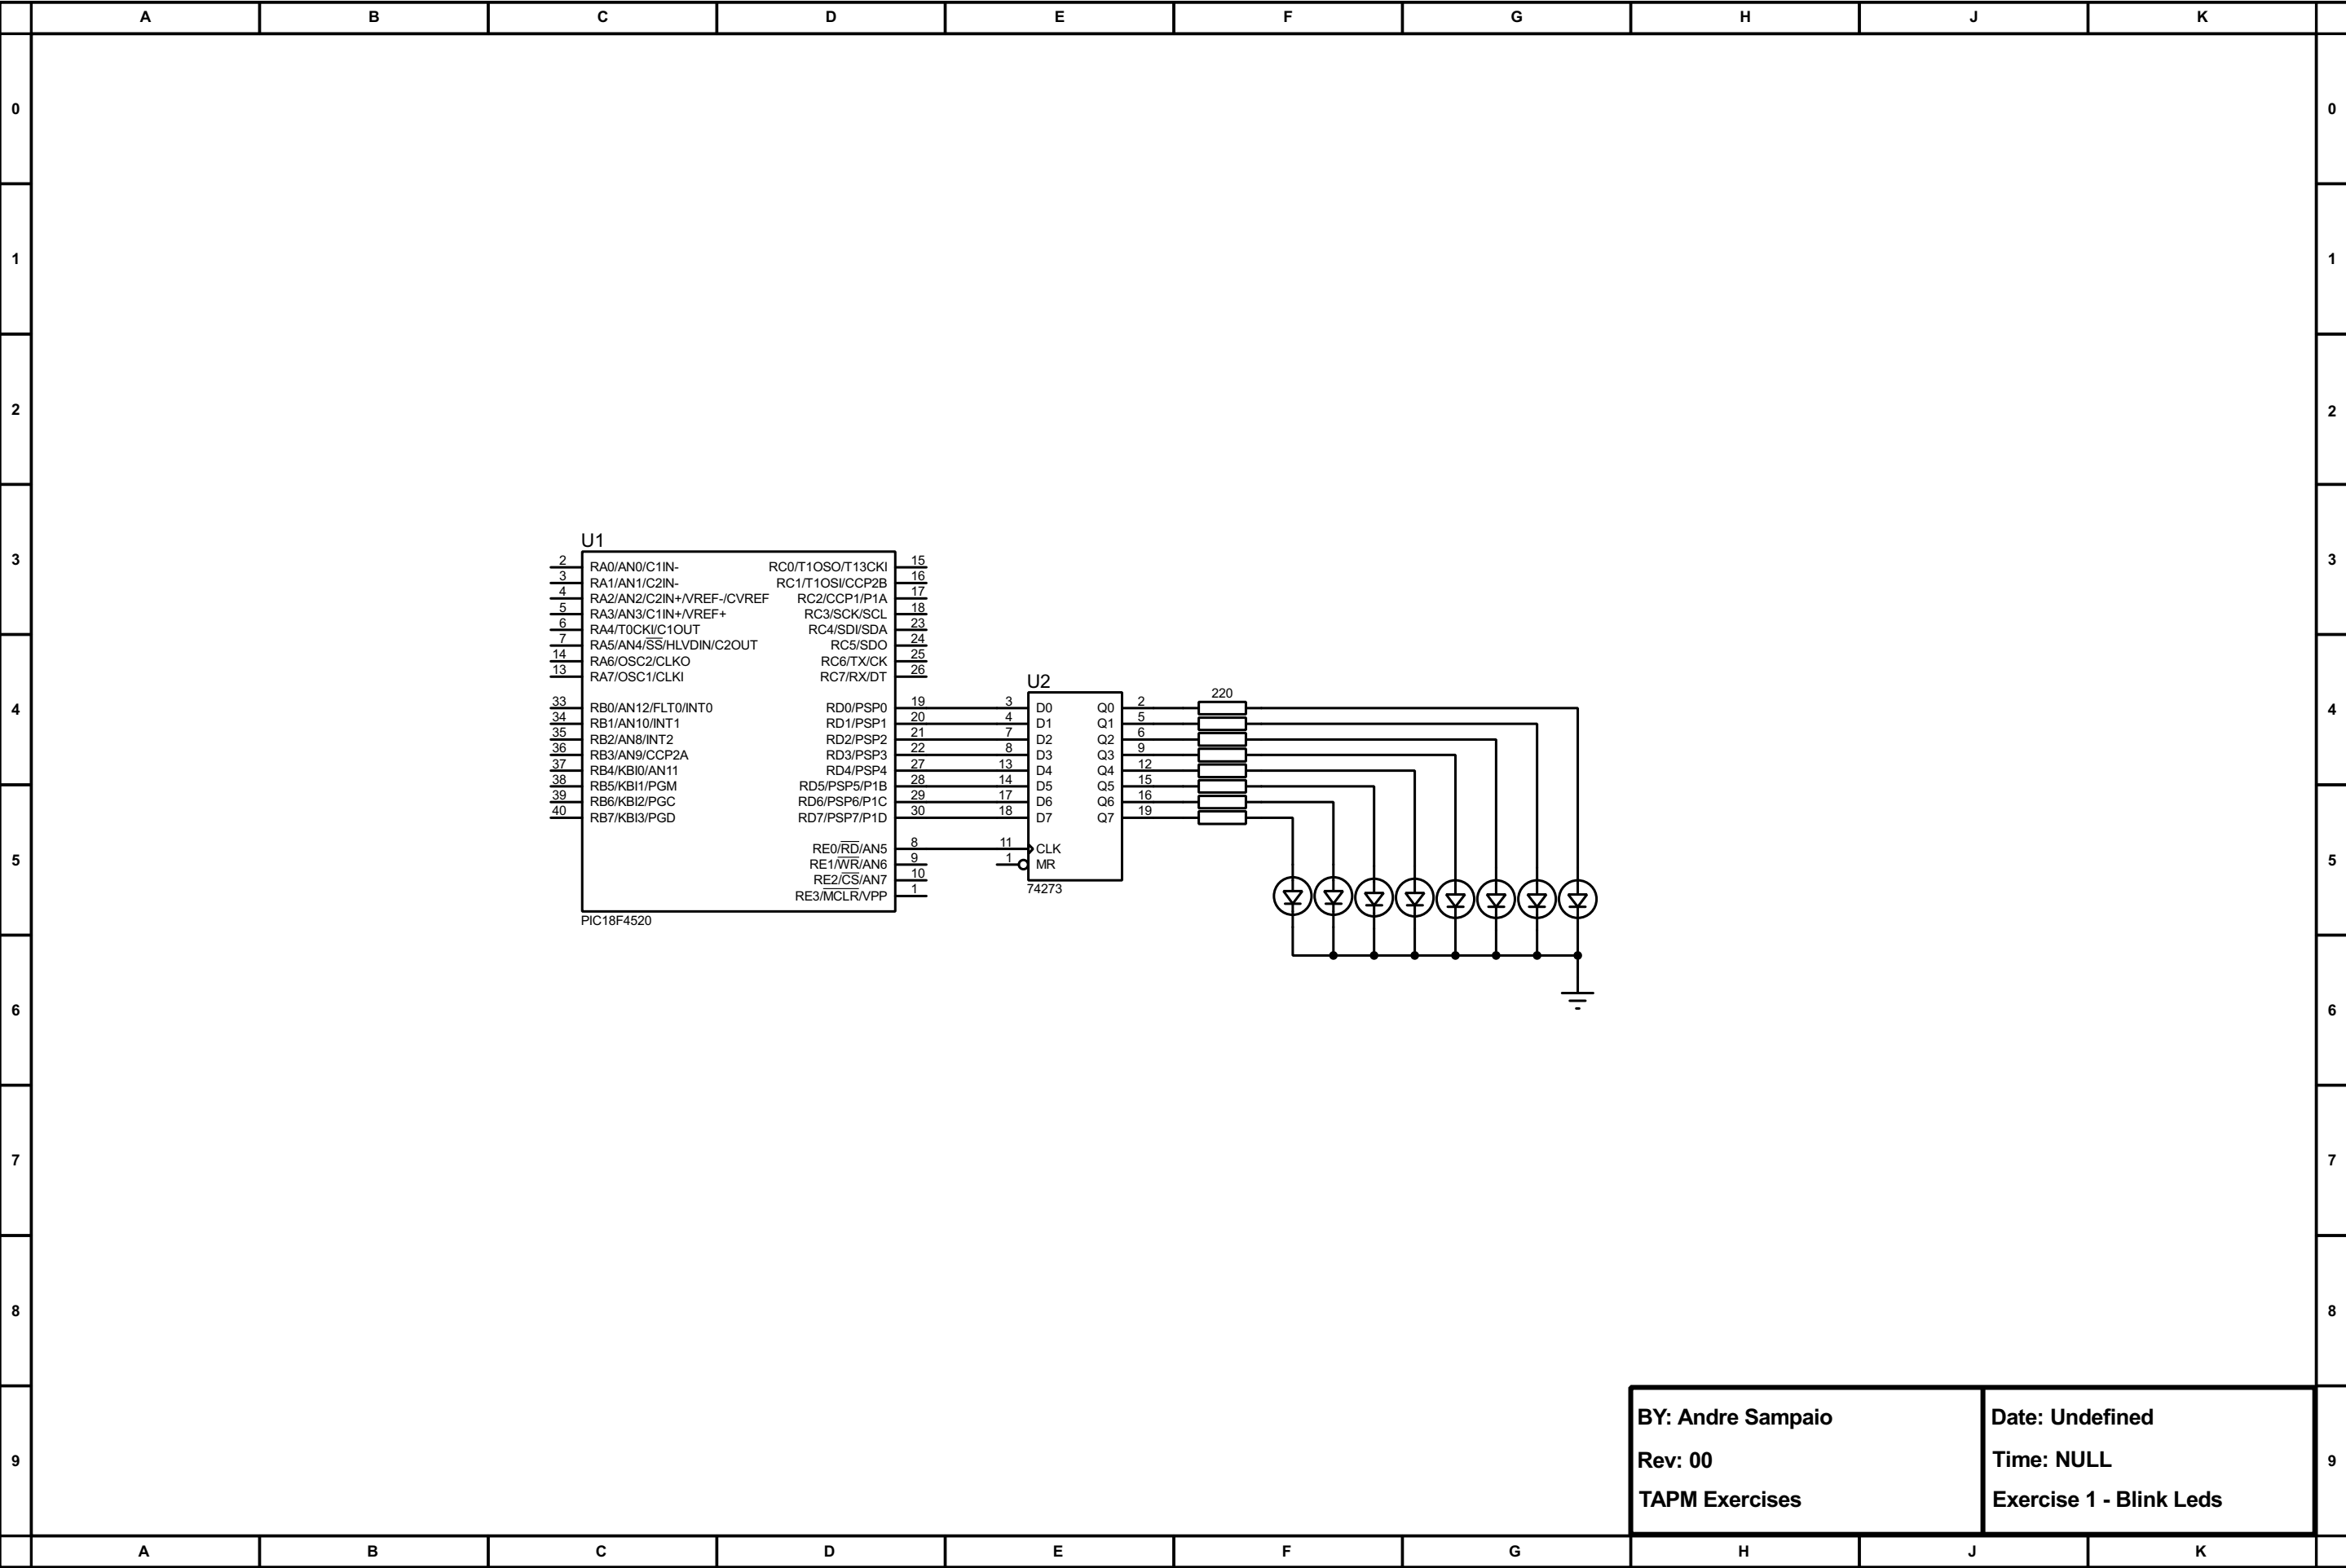 A B C D E F G H J K
0 0
1 1
2 2
3 3
4 4
5 5
6 6
7 7
8 8
9 9
U1
2 RA0/AN0/C1IN- RC0/T1OSO/T13CKI 15
3 RA1/AN1/C2IN- RC1/T1OSI/CCP2B 16
4 RA2/AN2/C2IN+/VREF-/CVREF RC2/CCP1/P1A 17
5 RA3/AN3/C1IN+/VREF+ RC3/SCK/SCL 18
6 RA4/T0CKI/C1OUT RC4/SDI/SDA 23
7 RA5/AN4/SS/HLVDIN/C2OUT RC5/SDO 24
14 RA6/OSC2/CLKO RC6/TX/CK 25
13 RA7/OSC1/CLKI RC7/RX/DT 26
33 RB0/AN12/FLT0/INT0 RD0/PSP0 19
34 RB1/AN10/INT1 RD1/PSP1 20
35 RB2/AN8/INT2 RD2/PSP2 21
36 RB3/AN9/CCP2A RD3/PSP3 22
37 RB4/KBI0/AN11 RD4/PSP4 27
38 RB5/KBI1/PGM RD5/PSP5/P1B 28
39 RB6/KBI2/PGC RD6/PSP6/P1C 29
40 RB7/KBI3/PGD RD7/PSP7/P1D 30
RE0/RD/AN5 8
RE1/WR/AN6 9
RE2/CS/AN7 10
RE3/MCLR/VPP 1
PIC18F4520
U2
3 D0 Q0 2
4 D1 Q1 5
7 D2 Q2 6
8 D3 Q3 9
13 D4 Q4 12
14 D5 Q5 15
17 D6 Q6 16
18 D7 Q7 19
11 CLK
1 MR
74273
220
BY: Andre Sampaio
Rev: 00
TAPM Exercises
Date: Undefined
Time: NULL
Exercise 1 - Blink Leds
A B C D E F G H J K